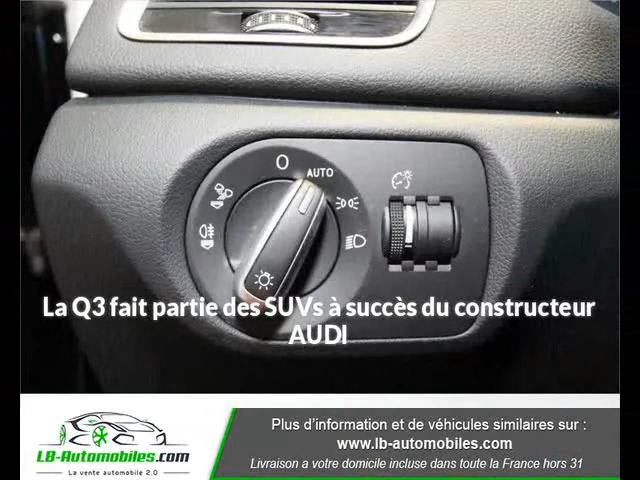 O
AUTO
La Q3 fait partie des SUVs à succès du constructeur
AUDI
LB-Automobiles.com
La vente automobile 2.0
Plus d'information et de véhicules similaires sur :
www.lb-automobiles.com
Livraison a votre domicile incluse dans toute la France hors 31